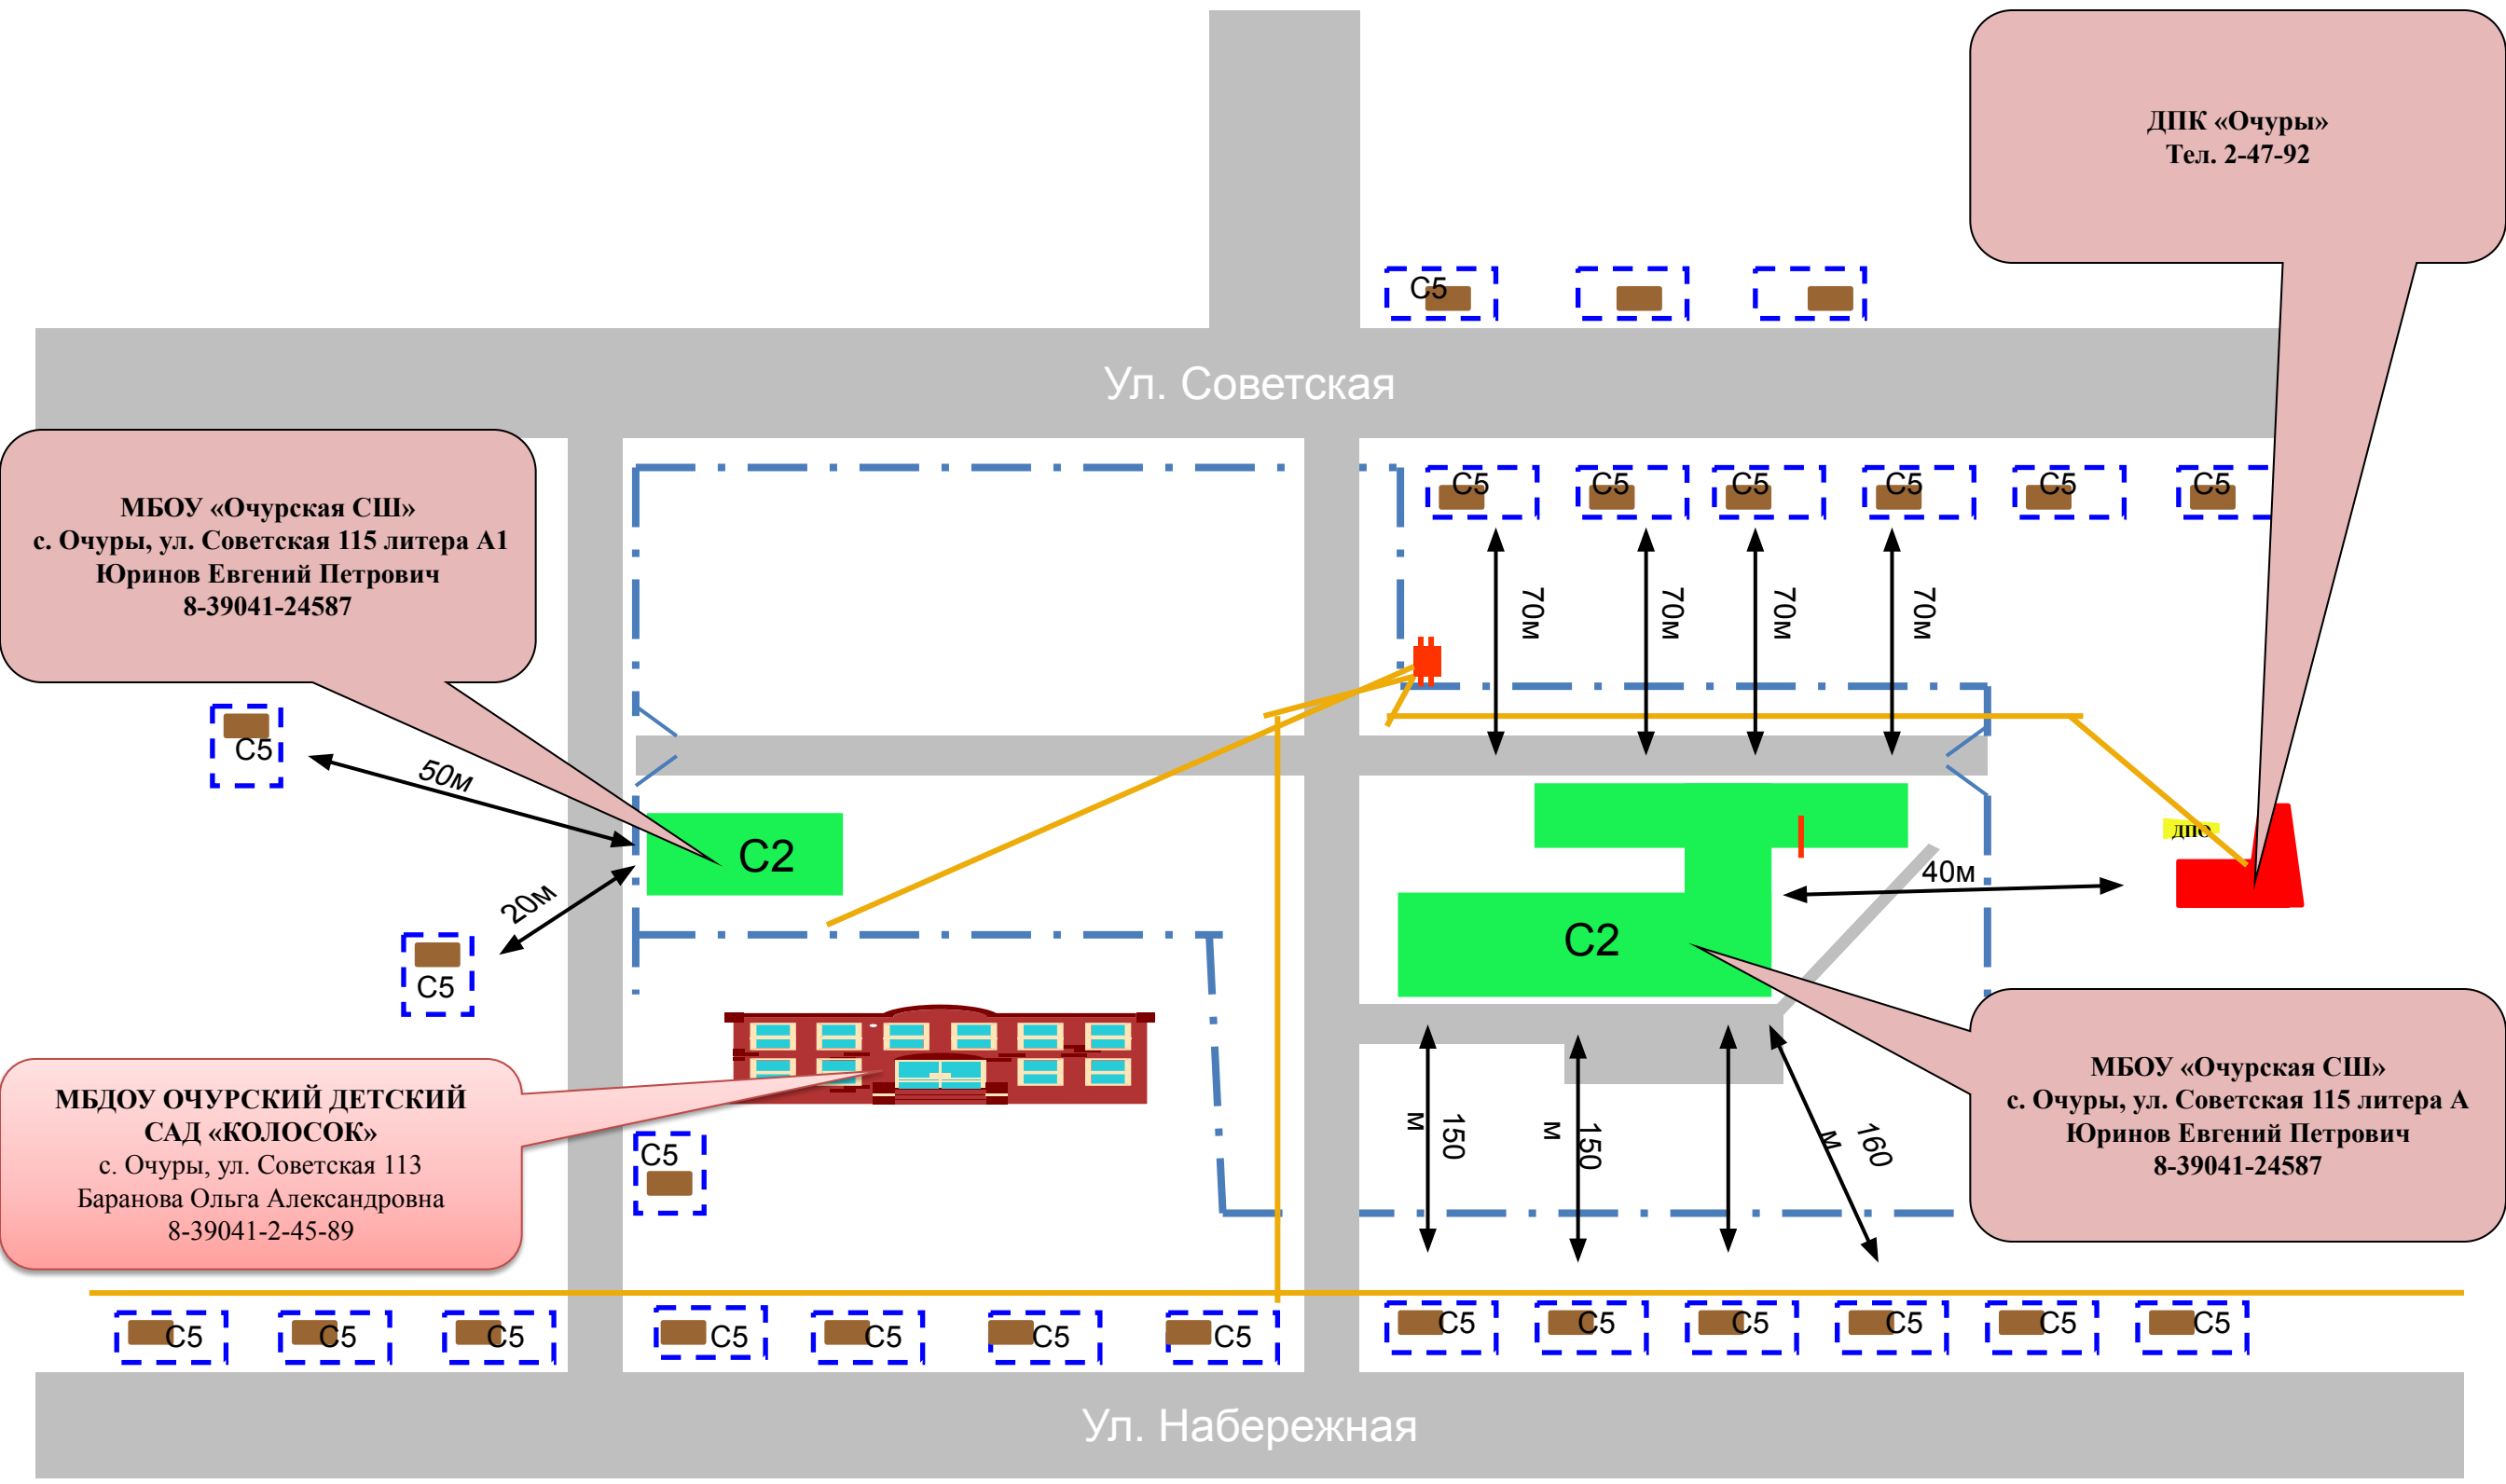 ДПК «Очуры»
Тел. 2-47-92
С5
Ул. Советская
МБОУ «Очурская СШ»
с. Очуры, ул. Советская 115 литера А1
Юринов Евгений Петрович
8-39041-24587
С5
С5
С5
С5
С5
С5
70м
70м
70м
70м
С5
50м
С2
20м
С5
ДПО
40м
С2
МБОУ «Очурская СШ»
с. Очуры, ул. Советская 115 литера А
Юринов Евгений Петрович
8-39041-24587
МБДОУ ОЧУРСКИЙ ДЕТСКИЙ
САД «КОЛОСОК»
с. Очуры, ул. Советская 113
Баранова Ольга Александровна
8-39041-2-45-89
С5
150
м
150
м
160
м
С5
С5
С5
С5
С5
С5
С5
С5
С5
С5
С5
С5
С5
Ул. Набережная